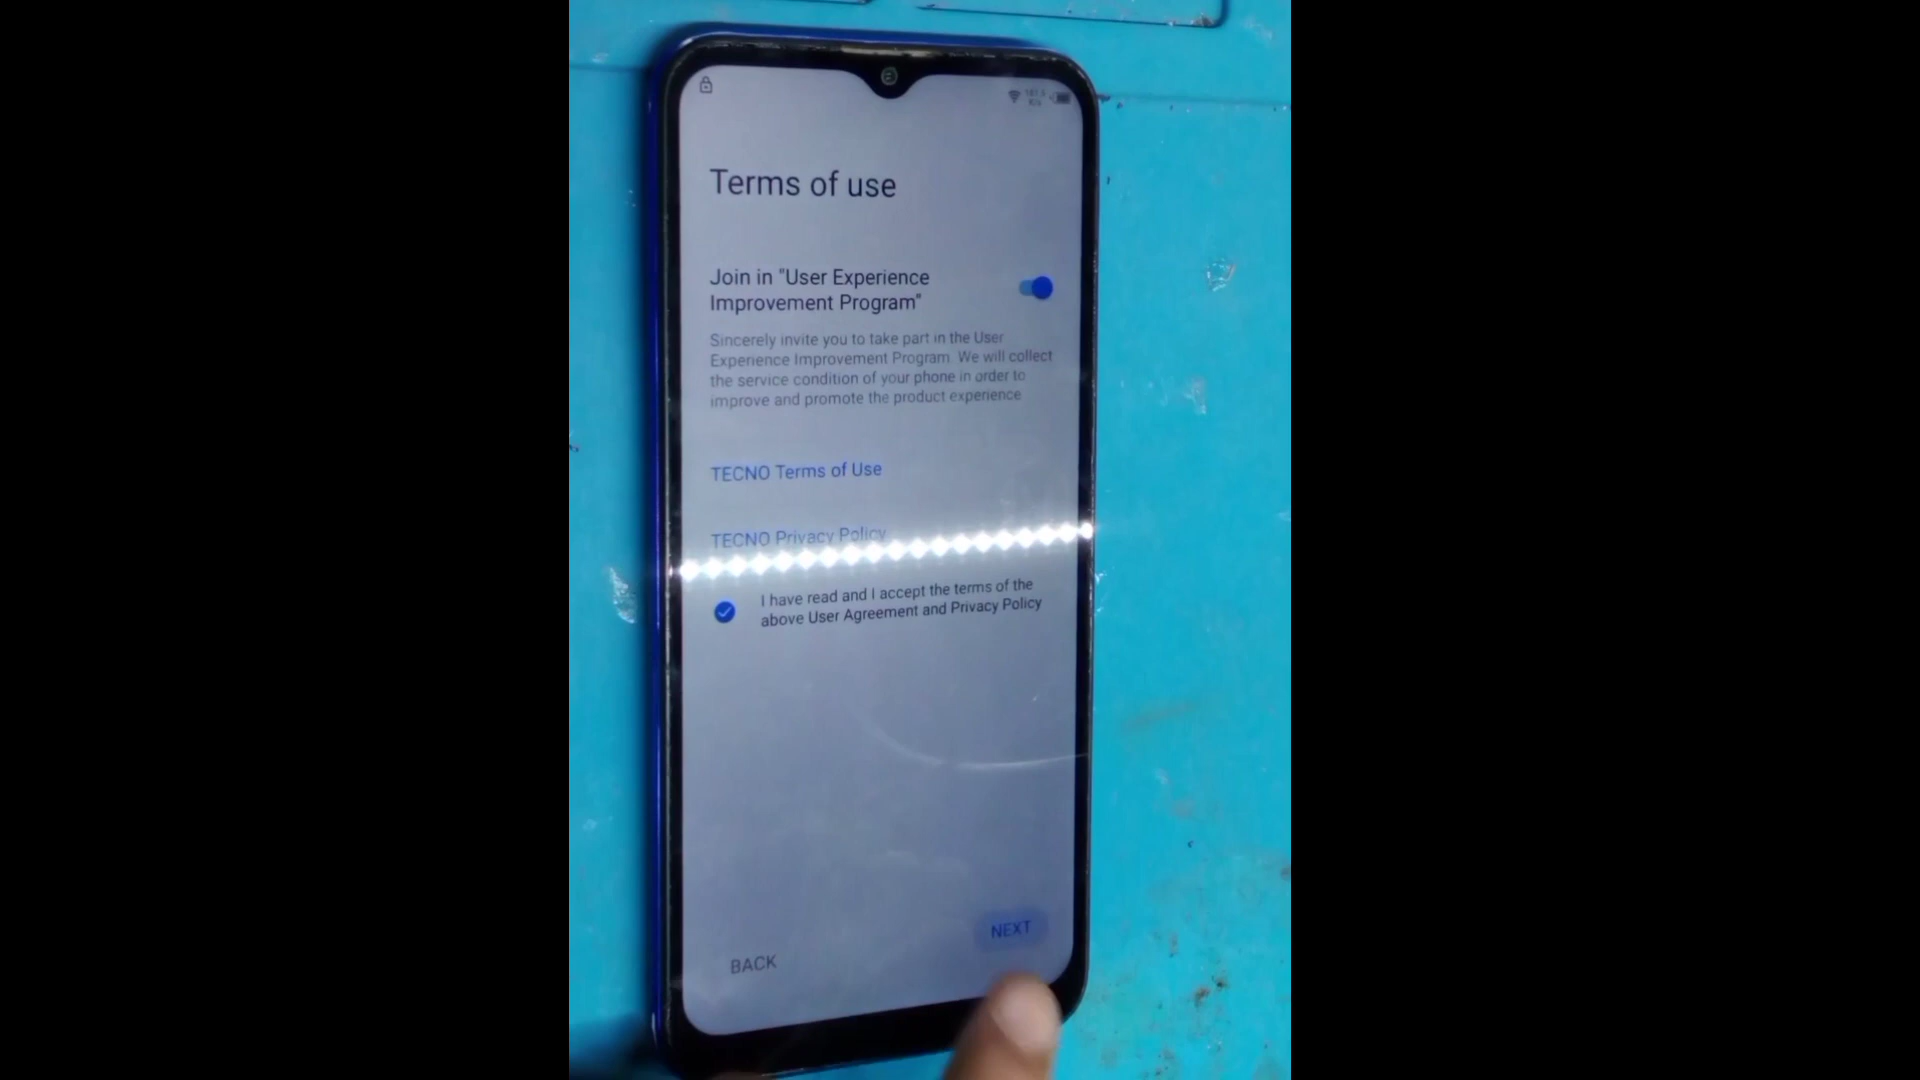 Terms of use
Join in "User Experience
Improvement Program"
Sincerely invite you to take part in the User
Experience Improvement Program. We will collect
the service condition of your phone in order to
improve and promote the product experience
TECNO Terms of Use
TECNO Privacy Policy
I have read and I accept the terms of the
above User Agreement and Privacy Policy
NEXT
BACK